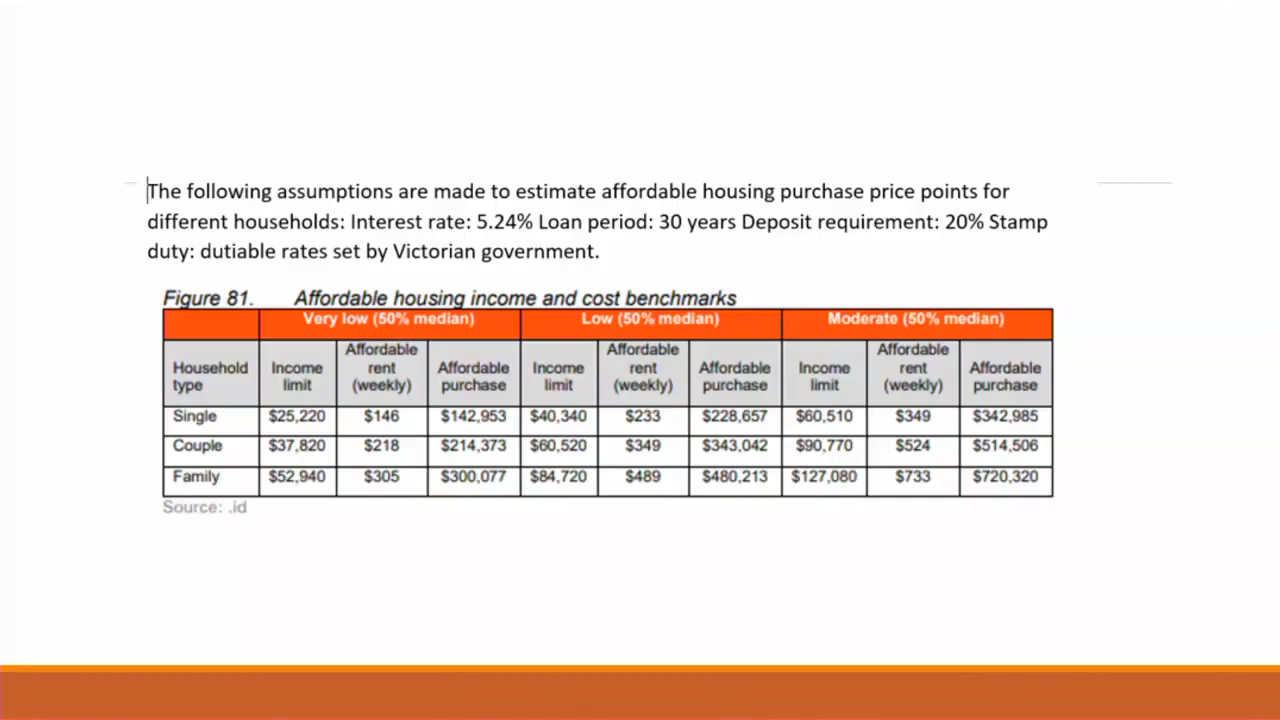 The following assumptions are made to estimate affordable housing purchase price points for
different households: Interest rate: 5.24% Loan period: 30 years Deposit requirement: 20% Stamp
duty: dutiable rates set by Victorian government.
Figure 81. Affordable housing income and cost benchmarks
Very low (50% median) Low (50% median) Moderate (50% median)
Household type Income limit Affordable rent (weekly) Affordable purchase Income limit Affordable rent (weekly) Affordable purchase Income limit Affordable rent (weekly) Affordable purchase
Single $25,220 $146 $142,953 $40,340 $233 $228,657 $60,510 $349 $342,985
Couple $37,820 $218 $214,373 $60,520 $349 $343,042 $90,770 $524 $514,506
Family $52,940 $305 $300,077 $84,720 $489 $480,213 $127,080 $733 $720,320
Source: .id